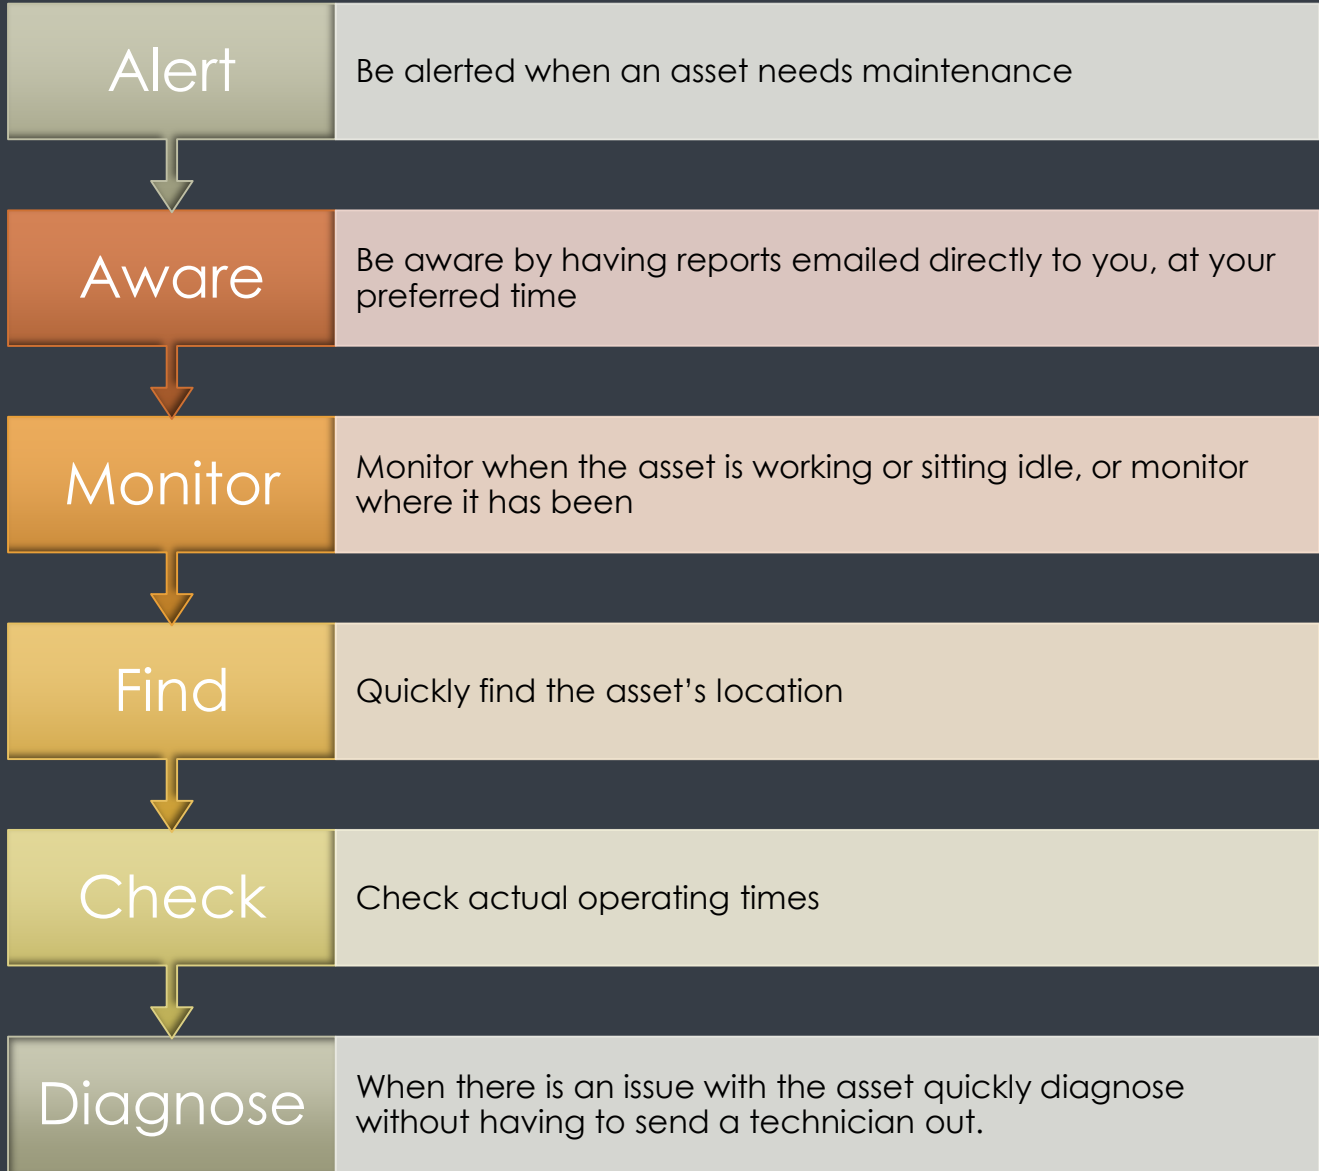 Alert
Be alerted when an asset needs maintenance
Aware
Be aware by having reports emailed directly to you, at your
preferred time
Monitor
Monitor when the asset is working or sitting idle, or monitor
where it has been
Find
Quickly find the asset’s location
Check
Check actual operating times
Diagnose
When there is an issue with the asset quickly diagnose
without having to send a technician out.